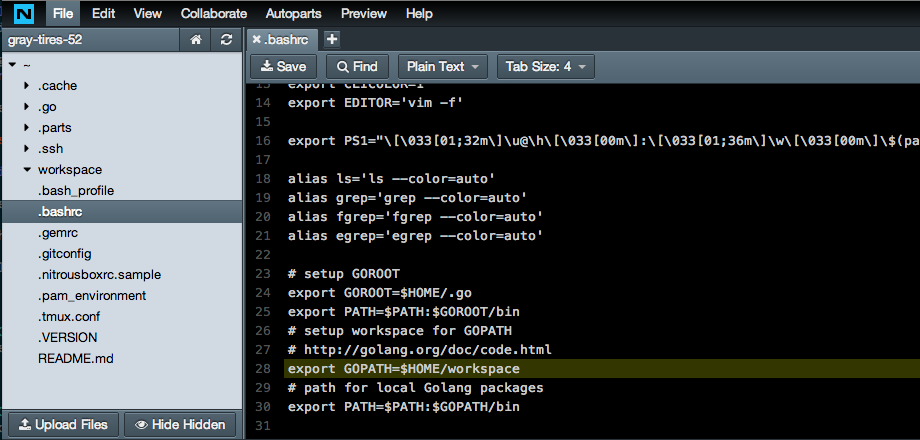 N File Edit View Collaborate Autoparts Preview Help
gray-tires-52
~
.cache
.go
.parts
.ssh
workspace
.bash_profile
.bashrc
.gemrc
.gitconfig
.nitrousboxrc.sample
.pam_environment
.tmux.conf
.VERSION
README.md
Upload Files Hide Hidden
× .bashrc +
Save Find Plain Text Tab Size: 4
13 export CLICOLOR=1
14 export EDITOR='vim -f'
15
16 export PS1="\[\033[01;32m\]\u@\h\[\033[00m\]:\[\033[01;36m\]\w\[\033[00m\]\$(pa
17
18 alias ls='ls --color=auto'
19 alias grep='grep --color=auto'
20 alias fgrep='fgrep --color=auto'
21 alias egrep='egrep --color=auto'
22
23 # setup GOROOT
24 export GOROOT=$HOME/.go
25 export PATH=$PATH:$GOROOT/bin
26 # setup workspace for GOPATH
27 # http://golang.org/doc/code.html
28 export GOPATH=$HOME/workspace
29 # path for local Golang packages
30 export PATH=$PATH:$GOPATH/bin
31